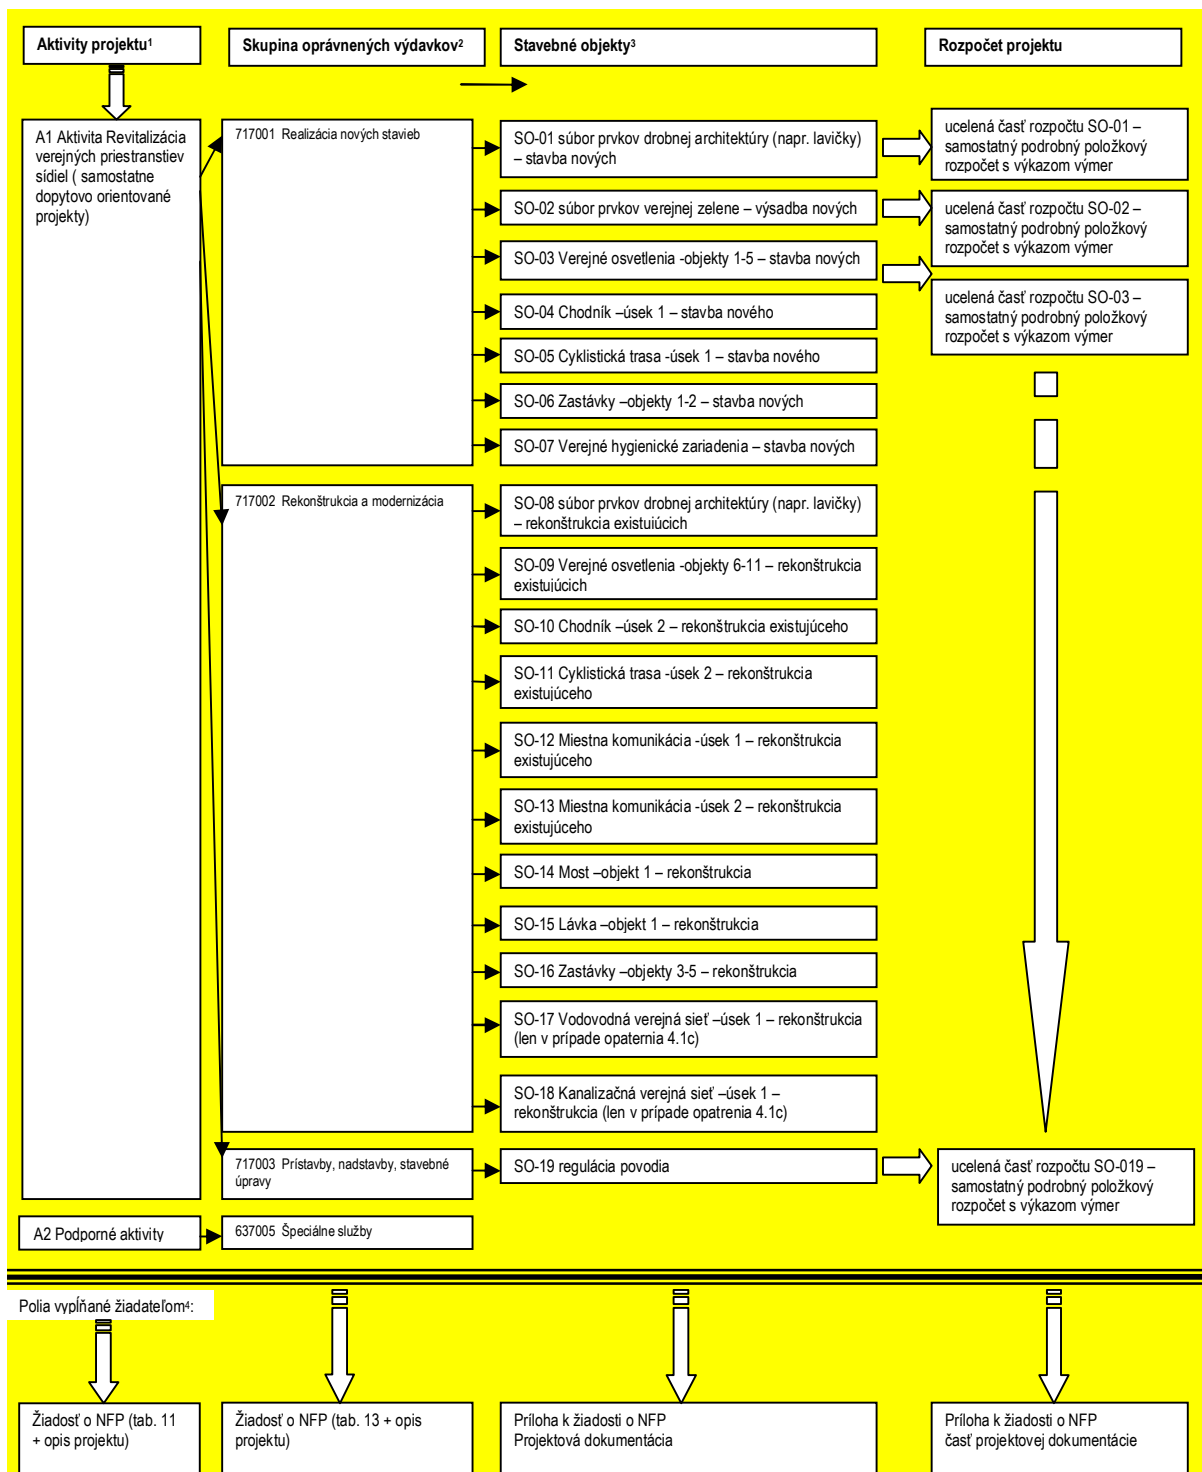 Aktivity projektu¹
Skupina oprávnených výdavkov²
Stavebné objekty³
Rozpočet projektu
A1 Aktivita Revitalizácia
verejných priestranstiev
sídiel ( samostatne
dopytovo orientované
projekty)
717001 Realizácia nových stavieb
SO-01 súbor prvkov drobnej architektúry (napr. lavičky)
– stavba nových
SO-02 súbor prvkov verejnej zelene – výsadba nových
SO-03 Verejné osvetlenia -objekty 1-5 – stavba nových
SO-04 Chodník –úsek 1 – stavba nového
SO-05 Cyklistická trasa -úsek 1 – stavba nového
SO-06 Zastávky –objekty 1-2 – stavba nových
SO-07 Verejné hygienické zariadenia – stavba nových
ucelená časť rozpočtu SO-01 –
samostatný podrobný položkový
rozpočet s výkazom výmer
ucelená časť rozpočtu SO-02 –
samostatný podrobný položkový
rozpočet s výkazom výmer
ucelená časť rozpočtu SO-03 –
samostatný podrobný položkový
rozpočet s výkazom výmer
717002 Rekonštrukcia a modernizácia
SO-08 súbor prvkov drobnej architektúry (napr. lavičky)
– rekonštrukcia existujúcich
SO-09 Verejné osvetlenia -objekty 6-11 – rekonštrukcia
existujúcich
SO-10 Chodník –úsek 2 – rekonštrukcia existujúceho
SO-11 Cyklistická trasa -úsek 2 – rekonštrukcia
existujúceho
SO-12 Miestna komunikácia -úsek 1 – rekonštrukcia
existujúceho
SO-13 Miestna komunikácia -úsek 2 – rekonštrukcia
existujúceho
SO-14 Most –objekt 1 – rekonštrukcia
SO-15 Lávka –objekt 1 – rekonštrukcia
SO-16 Zastávky –objekty 3-5 – rekonštrukcia
SO-17 Vodovodná verejná sieť –úsek 1 – rekonštrukcia
(len v prípade opaternia 4.1c)
SO-18 Kanalizačná verejná sieť –úsek 1 –
rekonštrukcia (len v prípade opatrenia 4.1c)
717003 Prístavby, nadstavby, stavebné
úpravy
SO-19 regulácia povodia
ucelená časť rozpočtu SO-019 –
samostatný podrobný položkový
rozpočet s výkazom výmer
A2 Podporné aktivity
637005 Špeciálne služby
Polia vypĺňané žiadateľom⁴:
Žiadosť o NFP (tab. 11
+ opis projektu)
Žiadosť o NFP (tab. 13 + opis
projektu)
Príloha k žiadosti o NFP
Projektová dokumentácia
Príloha k žiadosti o NFP
časť projektovej dokumentácie